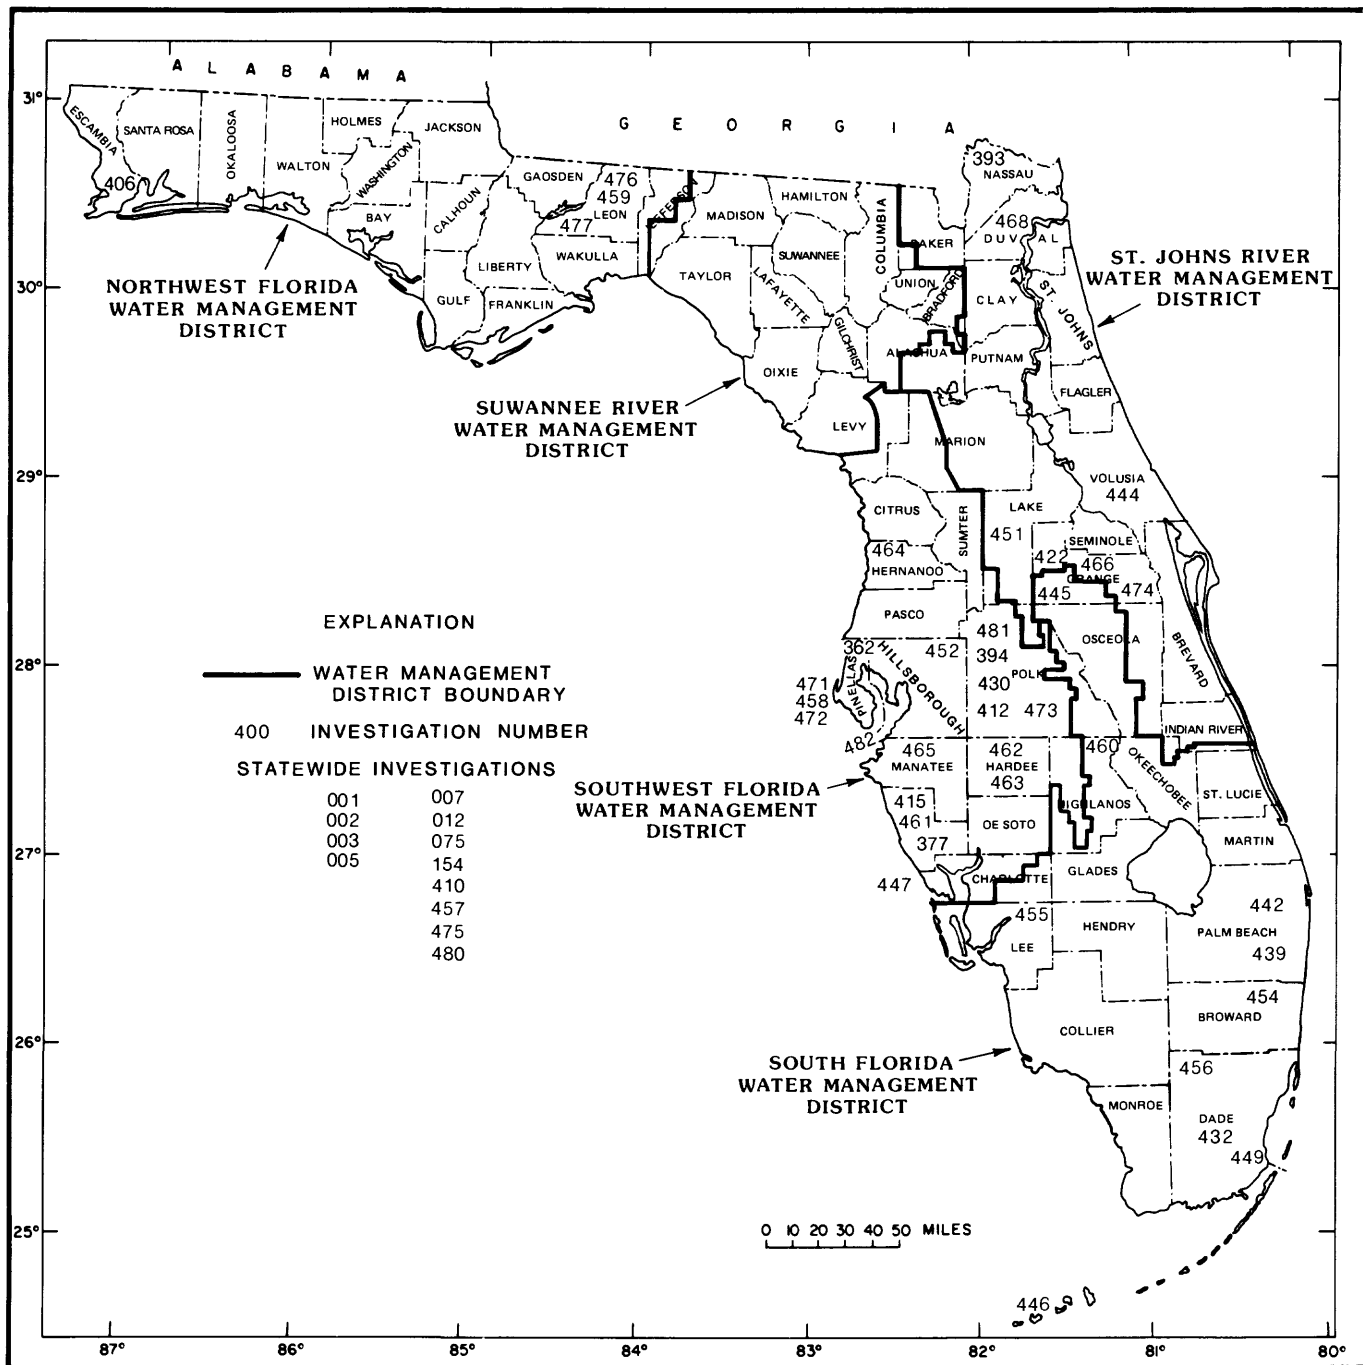 A L A B A M A
G E O R G I A
31°
30°
29°
28°
27°
26°
25°
87°
86°
85°
84°
83°
82°
81°
80°
ESCAMBIA
SANTA ROSA
OKALOOSA
WALTON
HOLMES
WASHINGTON
JACKSON
BAY
CALHOUN
GULF
LIBERTY
FRANKLIN
GAOSDEN
LEON
WAKULLA
JEFFERSON
406
476
459
477
NORTHWEST FLORIDA
WATER MANAGEMENT
DISTRICT
MADISON
HAMILTON
TAYLOR
SUWANNEE
LAFAYETTE
COLUMBIA
BAKER
UNION
BRADFORD
GILCHRIST
OIXIE
ALACHUA
LEVY
SUWANNEE RIVER
WATER MANAGEMENT
DISTRICT
393
NASSAU
468
DUVAL
CLAY
ST. JOHNS
PUTNAM
FLAGLER
MARION
VOLUSIA
444
ST. JOHNS RIVER
WATER MANAGEMENT
DISTRICT
CITRUS
SUMTER
LAKE
451
SEMINOLE
464
HERNANOO
422
466
ORANGE
445
474
PASCO
481
OSCEOLA
BREVARD
362
452
394
PINELLAS
HILLSBOROUGH
POLK
430
471
458
472
412
473
482
INDIAN RIVER
465
MANATEE
462
HARDEE
463
460
OKEECHOBEE
ST. LUCIE
415
461
377
OE SOTO
HIGHLANOS
MARTIN
447
CHARLOTTE
GLADES
SOUTHWEST FLORIDA
WATER MANAGEMENT
DISTRICT
455
LEE
HENDRY
442
PALM BEACH
439
454
BROWARD
COLLIER
456
MONROE
DADE
432
449
446
SOUTH FLORIDA
WATER MANAGEMENT
DISTRICT
EXPLANATION
WATER MANAGEMENT
DISTRICT BOUNDARY
400 INVESTIGATION NUMBER
STATEWIDE INVESTIGATIONS
001 007
002 012
003 075
005 154
410
457
475
480
0 10 20 30 40 50 MILES